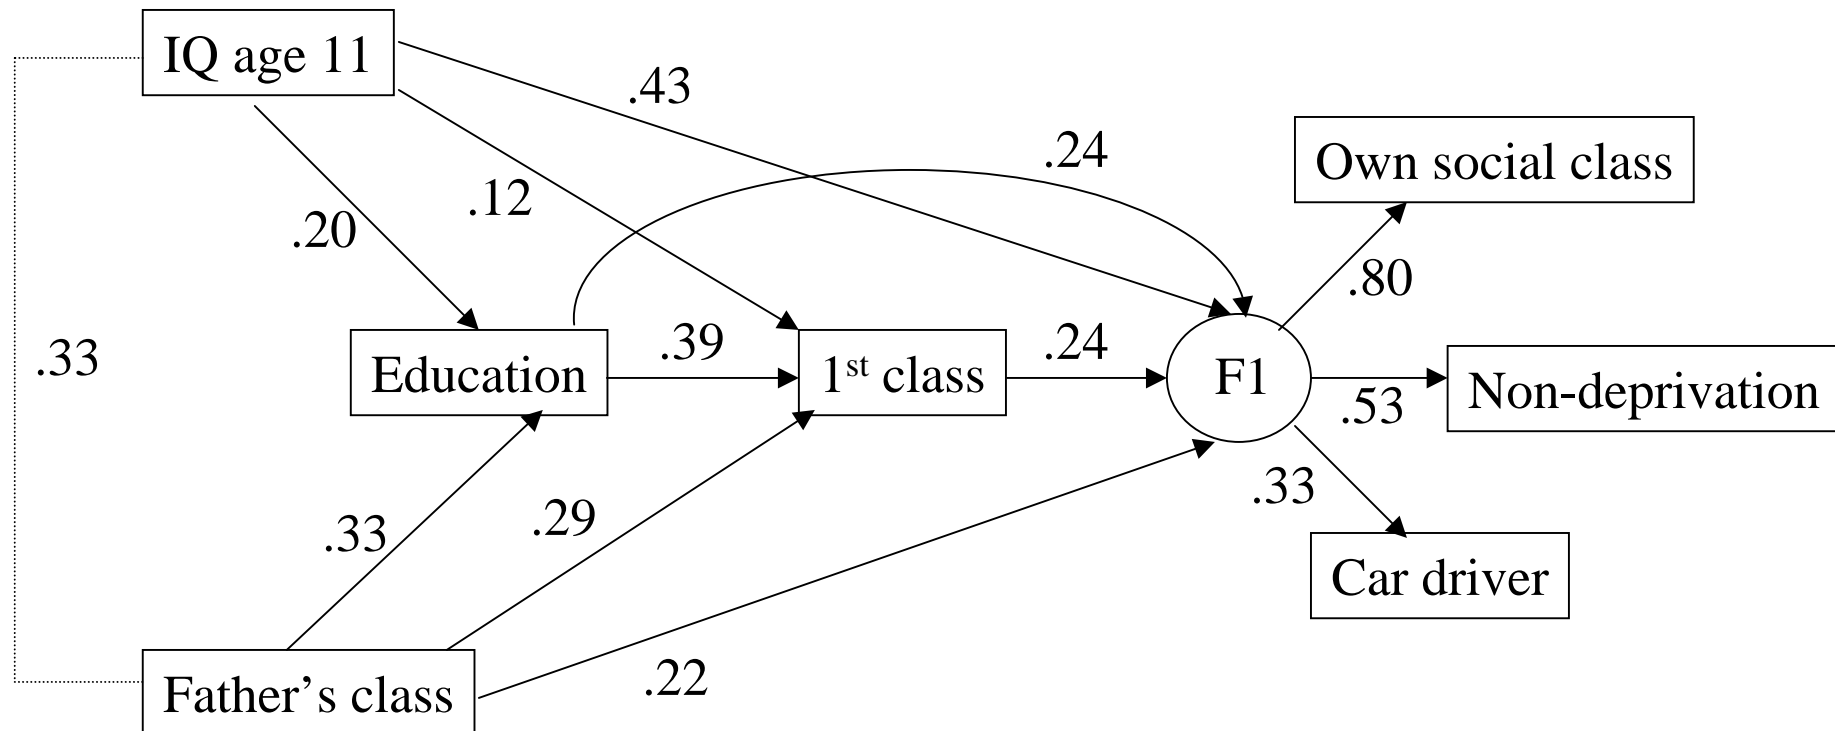 IQ age 11
.43
.24
Own social class
.12
.20
.80
.33
Education
.39
1st class
.24
F1
.53
Non-deprivation
.33
.29
.33
Car driver
.22
Father’s class